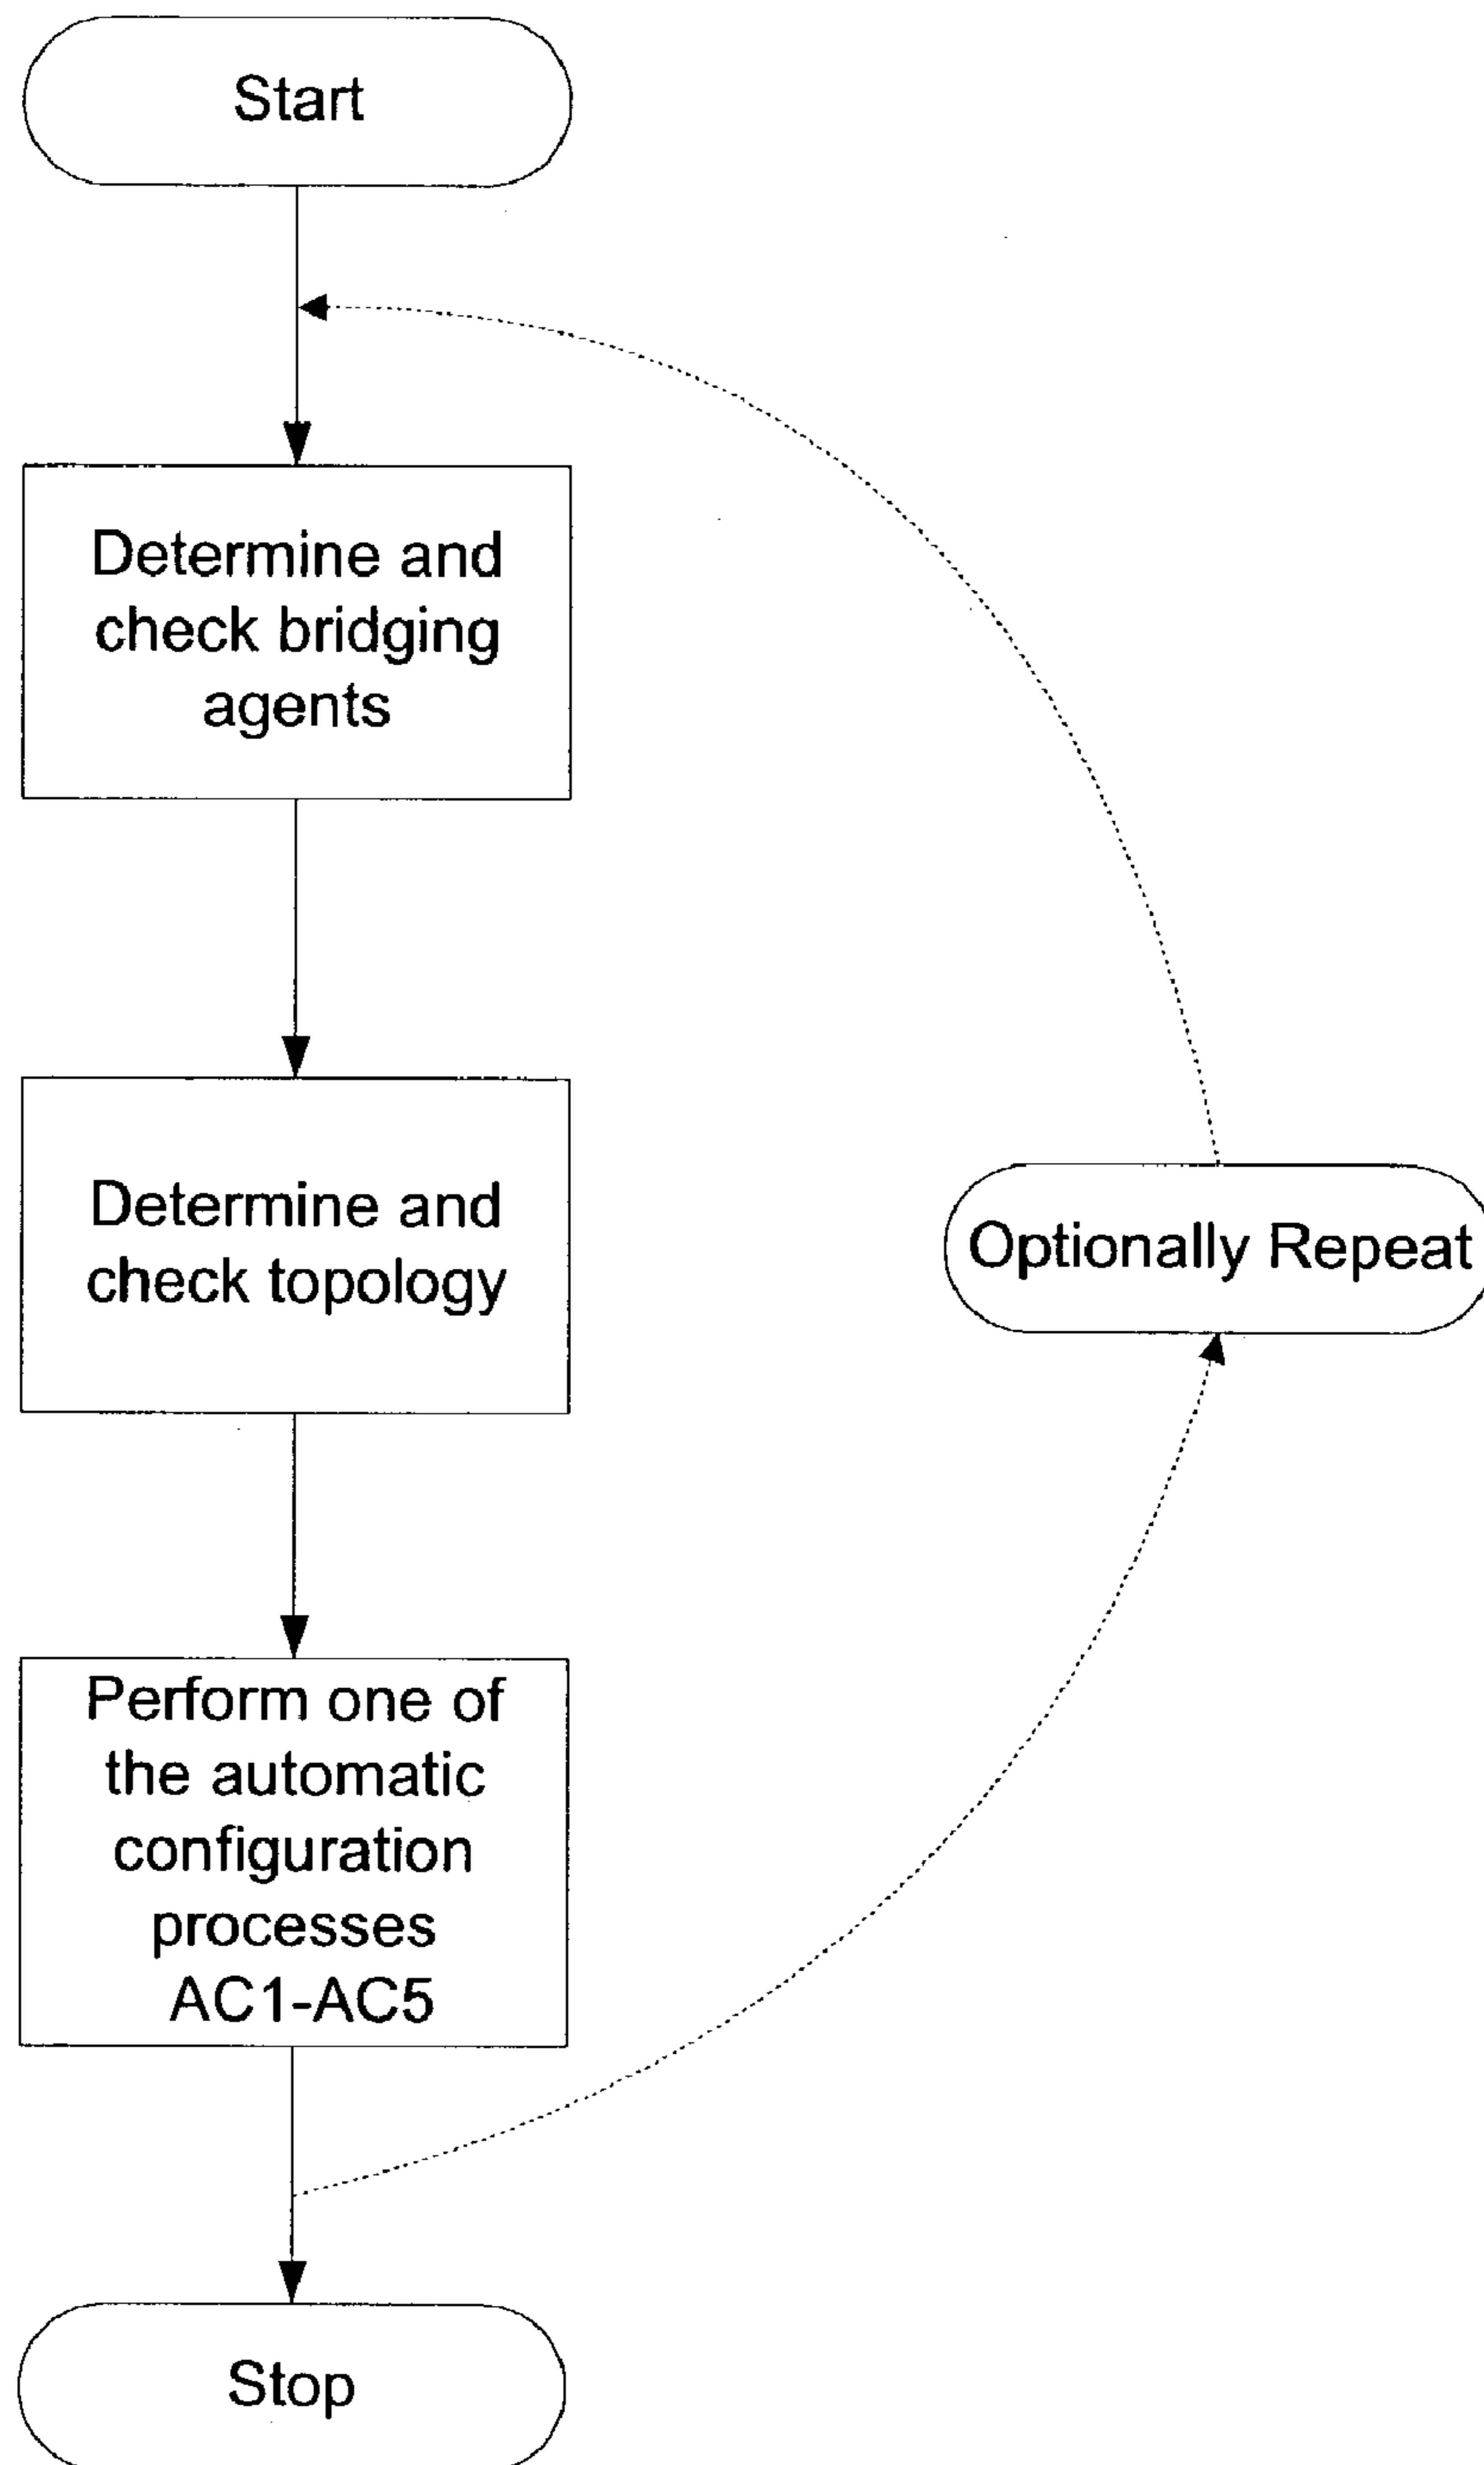 Start
Determine and
check bridging
agents
Determine and
check topology
Optionally Repeat
Perform one of
the automatic
configuration
processes
AC1-AC5
Stop